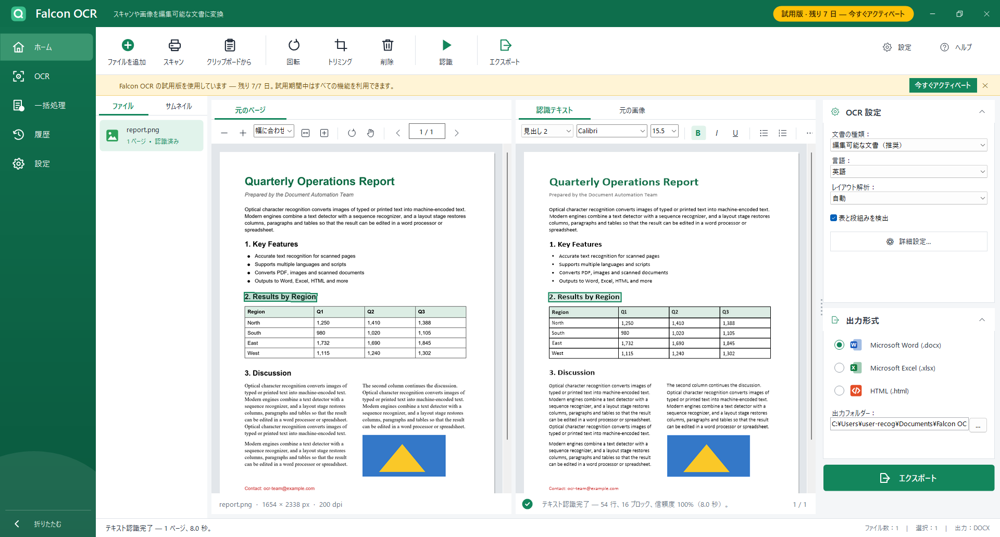 Falcon OCR
スキャンや画像を編集可能な文書に変換
試用版 · 残り 7 日 — 今すぐアクティベート
ホーム
OCR
一括処理
履歴
設定
折りたたむ
ファイルを追加
スキャン
クリップボードから
回転
トリミング
削除
認識
エクスポート
設定
ヘルプ
Falcon OCR の試用版を使用しています — 残り 7/7 日。試用期間中はすべての機能を利用できます。
今すぐアクティベート
ファイル
サムネイル
report.png
1 ページ • 認識済み
元のページ
幅に合わせ
1 / 1
Quarterly Operations Report
Prepared by the Document Automation Team
Optical character recognition converts images of typed or printed text into machine-encoded text.
Modern engines combine a text detector with a sequence recognizer, and a layout stage restores
columns, paragraphs and tables so that the result can be edited in a word processor or
spreadsheet.
1. Key Features
● Accurate text recognition for scanned pages
● Supports multiple languages and scripts
● Converts PDF, images and scanned documents
● Outputs to Word, Excel, HTML and more
2. Results by Region
Region Q1 Q2 Q3
North 1,250 1,410 1,388
South 980 1,020 1,105
East 1,732 1,690 1,845
West 1,115 1,240 1,302
3. Discussion
Optical character recognition converts images of
typed or printed text into machine-encoded text.
Modern engines combine a text detector with a
sequence recognizer, and a layout stage restores
columns, paragraphs and tables so that the result
can be edited in a word processor or spreadsheet.
Optical character recognition converts images of
typed or printed text into machine-encoded text.
Modern engines combine a text detector with a
sequence recognizer, and a layout stage restores
columns, paragraphs and tables so that the result
can be edited in a word processor or spreadsheet.
The second column continues the discussion.
Optical character recognition converts images of
typed or printed text into machine-encoded text.
Modern engines combine a text detector with a
sequence recognizer, and a layout stage restores
columns, paragraphs and tables so that the result
can be edited in a word processor or spreadsheet.
Contact: ocr-team@example.com
report.png · 1654 × 2338 px · 200 dpi
認識テキスト
元の画像
見出し 2
Calibri
15.5
B
I
U
...
Quarterly Operations Report
Prepared by the Document Automation Team
Optical character recognition converts images of typed or printed text into machine-encoded text.
Modern engines combine a text detector with a sequence recognizer, and a layout stage restores
columns, paragraphs and tables so that the result can be edited in a word processor or
spreadsheet.
1. Key Features
• Accurate text recognition for scanned pages
• Supports multiple languages and scripts
• Converts PDF, images and scanned documents
• Outputs to Word, Excel, HTML and more
2. Results by Region
Region Q1 Q2 Q3
North 1,250 1,410 1,388
South 980 1,020 1,105
East 1,732 1,690 1,845
West 1,115 1,240 1,302
3. Discussion
Optical character recognition converts images of
typed or printed text into machine-encoded text.
Modern engines combine a text detector with a
sequence recognizer, and a layout stage restores
columns, paragraphs and tables so that the result
can be edited in a word processor or spreadsheet.
Optical character recognition converts images of
typed or printed text into machine-encoded text.
Modern engines combine a text detector with a
sequence recognizer, and a layout stage restores
columns, paragraphs and tables so that the result
can be edited in a word processor or spreadsheet.
The second column continues the discussion.
Optical character recognition converts images of
typed or printed text into machine-encoded text.
Modern engines combine a text detector with a
sequence recognizer, and a layout stage restores
columns, paragraphs and tables so that the result
can be edited in a word processor or spreadsheet.
Contact: ocr-team@example.com
テキスト認識完了 — 54 行、16 ブロック、信頼度 100%（8.0 秒）。
1 / 1
OCR 設定
文書の種類：
編集可能な文書（推奨）
言語：
英語
レイアウト解析：
自動
表と段組みを検出
詳細設定...
出力形式
Microsoft Word (.docx)
Microsoft Excel (.xlsx)
HTML (.html)
出力フォルダー：
C:¥Users¥user-recog¥Documents¥Falcon OC
...
エクスポート
テキスト認識完了 — 1 ページ、8.0 秒。
ファイル数：1 | 選択：1 | 出力：DOCX